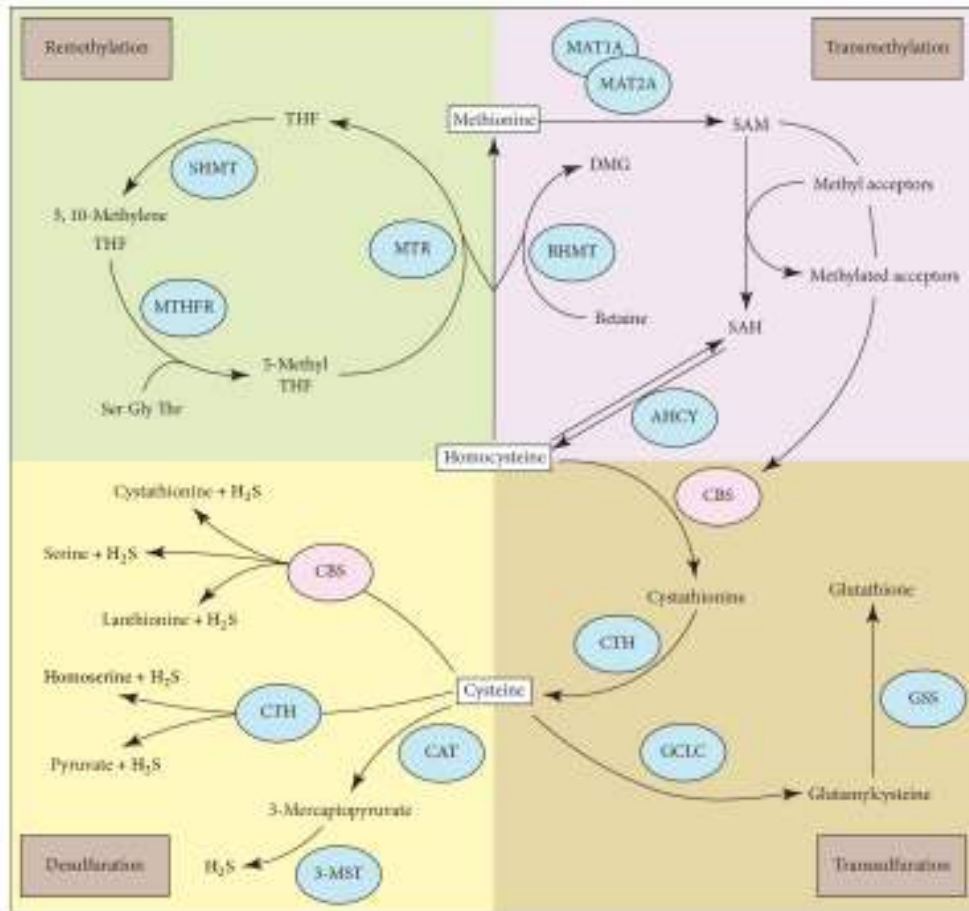 Remethylation
MAT1A
MAT2A
Transmethylation
THF
Methionine
SAM
SHMT
DMG
Methyl acceptors
5, 10-Methylene
THF
MTR
BHMT
Methylated acceptors
MTHFR
Betaine
SAH
5-Methyl
THF
Ser Gly Thr
AHCY
Homocysteine
CBS
Cystathionine + H₂S
Serine + H₂S
CBS
Lanthionine + H₂S
Cystathionine
Glutathione
CTH
Homoserine + H₂S
CTH
Cysteine
GSS
Pyruvate + H₂S
CAT
GCLC
3-Mercaptopyruvate
Glutamylcysteine
Desulfuration
H₂S
3-MST
Transsulfuration